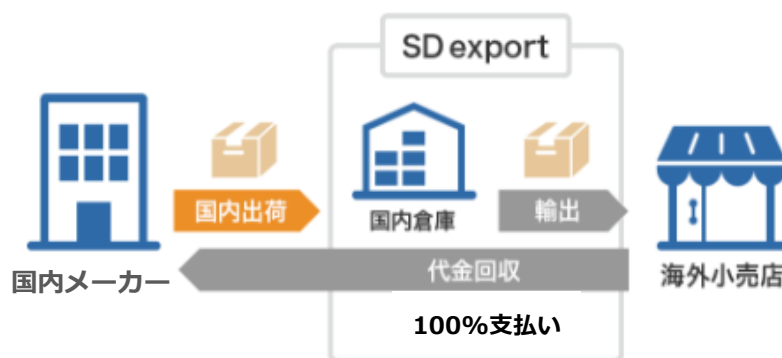 SD export
国内出荷
国内倉庫
輸出
国内メーカー
代金回収
海外小売店
100%支払い